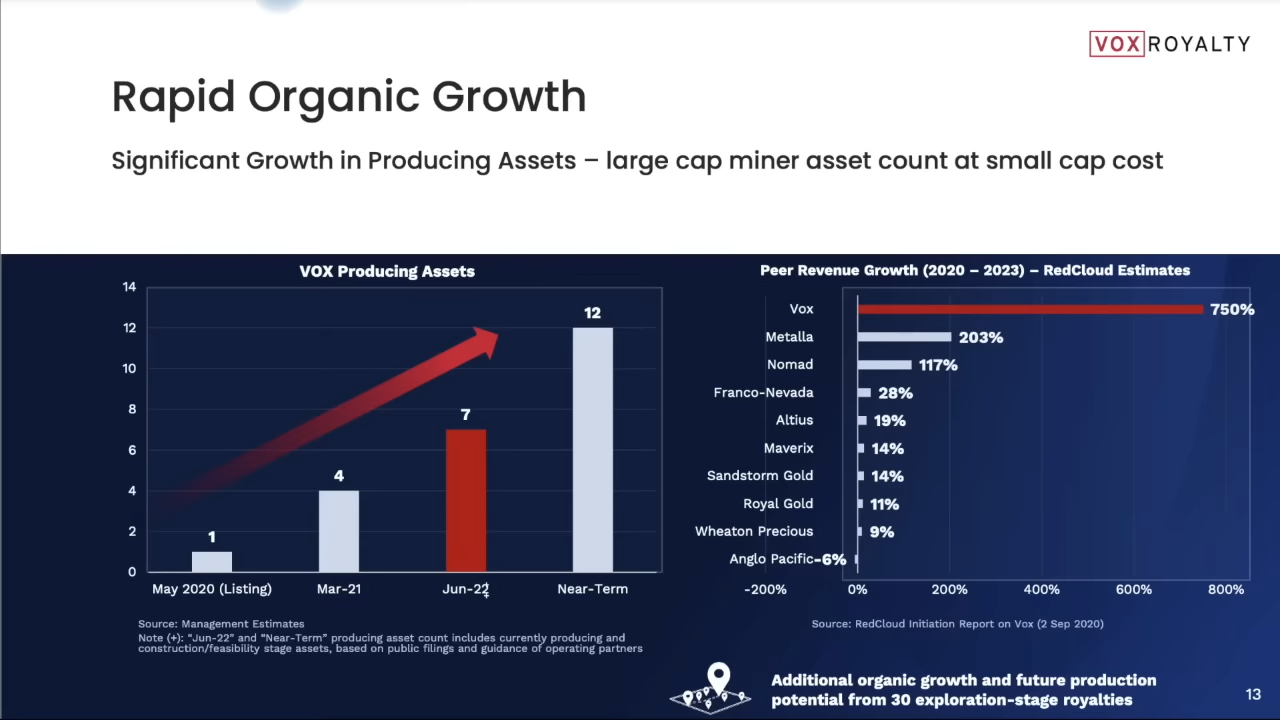 VOX ROYALTY
Rapid Organic Growth
Significant Growth in Producing Assets – large cap miner asset count at small cap cost
VOX Producing Assets
14
12
10
8
6
4
2
0
1
4
7
12
May 2020 (Listing)
Mar-21
Jun-22‡
Near-Term
Source: Management Estimates
Note (+): “Jun-22” and “Near-Term” producing asset count includes currently producing and
construction/feasibility stage assets, based on public filings and guidance of operating partners
Peer Revenue Growth (2020 – 2023) – RedCloud Estimates
Vox 750%
Metalla 203%
Nomad 117%
Franco-Nevada 28%
Altius 19%
Maverix 14%
Sandstorm Gold 14%
Royal Gold 11%
Wheaton Precious 9%
Anglo Pacific -6%
-200% 0% 200% 400% 600% 800%
Source: RedCloud Initiation Report on Vox (2 Sep 2020)
Additional organic growth and future production
potential from 30 exploration-stage royalties
13